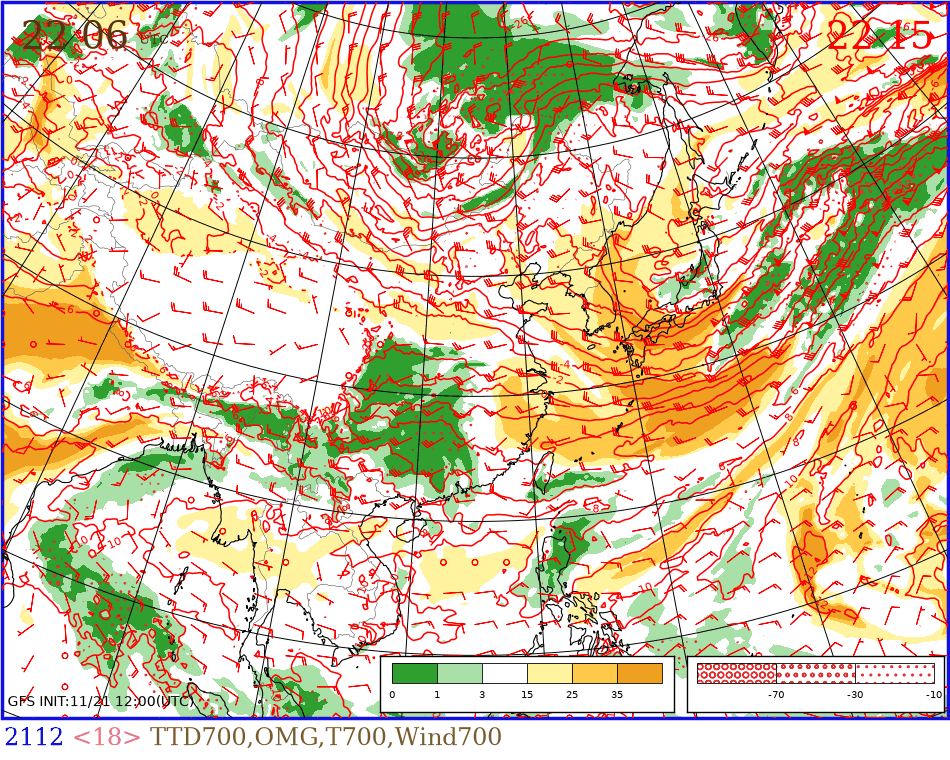 22.06 22.15
GFS INIT:11/21 12:00(UTC)
0 1 3 15 25 35
-70 -30 -10
2112 <18> TTD700,OMG,T700,Wind700